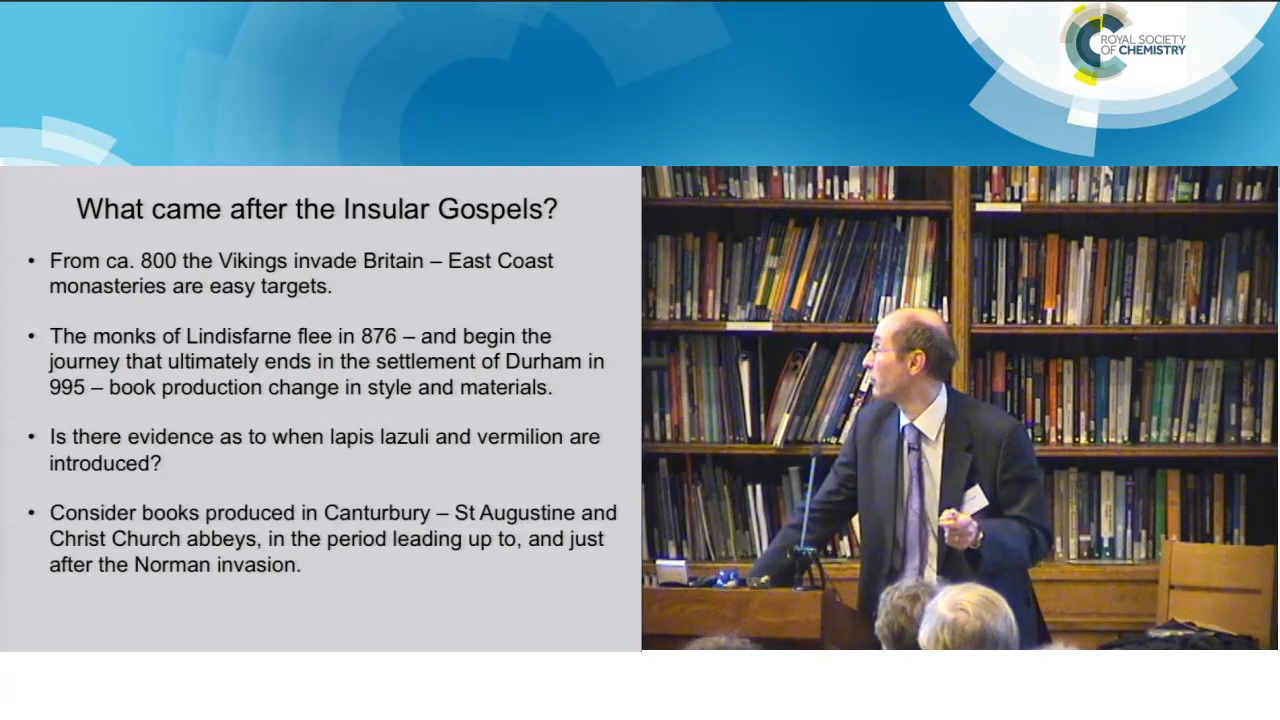 ROYAL SOCIETY
OF CHEMISTRY
What came after the Insular Gospels?
• From ca. 800 the Vikings invade Britain – East Coast
monasteries are easy targets.
• The monks of Lindisfarne flee in 876 – and begin the
journey that ultimately ends in the settlement of Durham in
995 – book production change in style and materials.
• Is there evidence as to when lapis lazuli and vermilion are
introduced?
• Consider books produced in Canturbury – St Augustine and
Christ Church abbeys, in the period leading up to, and just
after the Norman invasion.